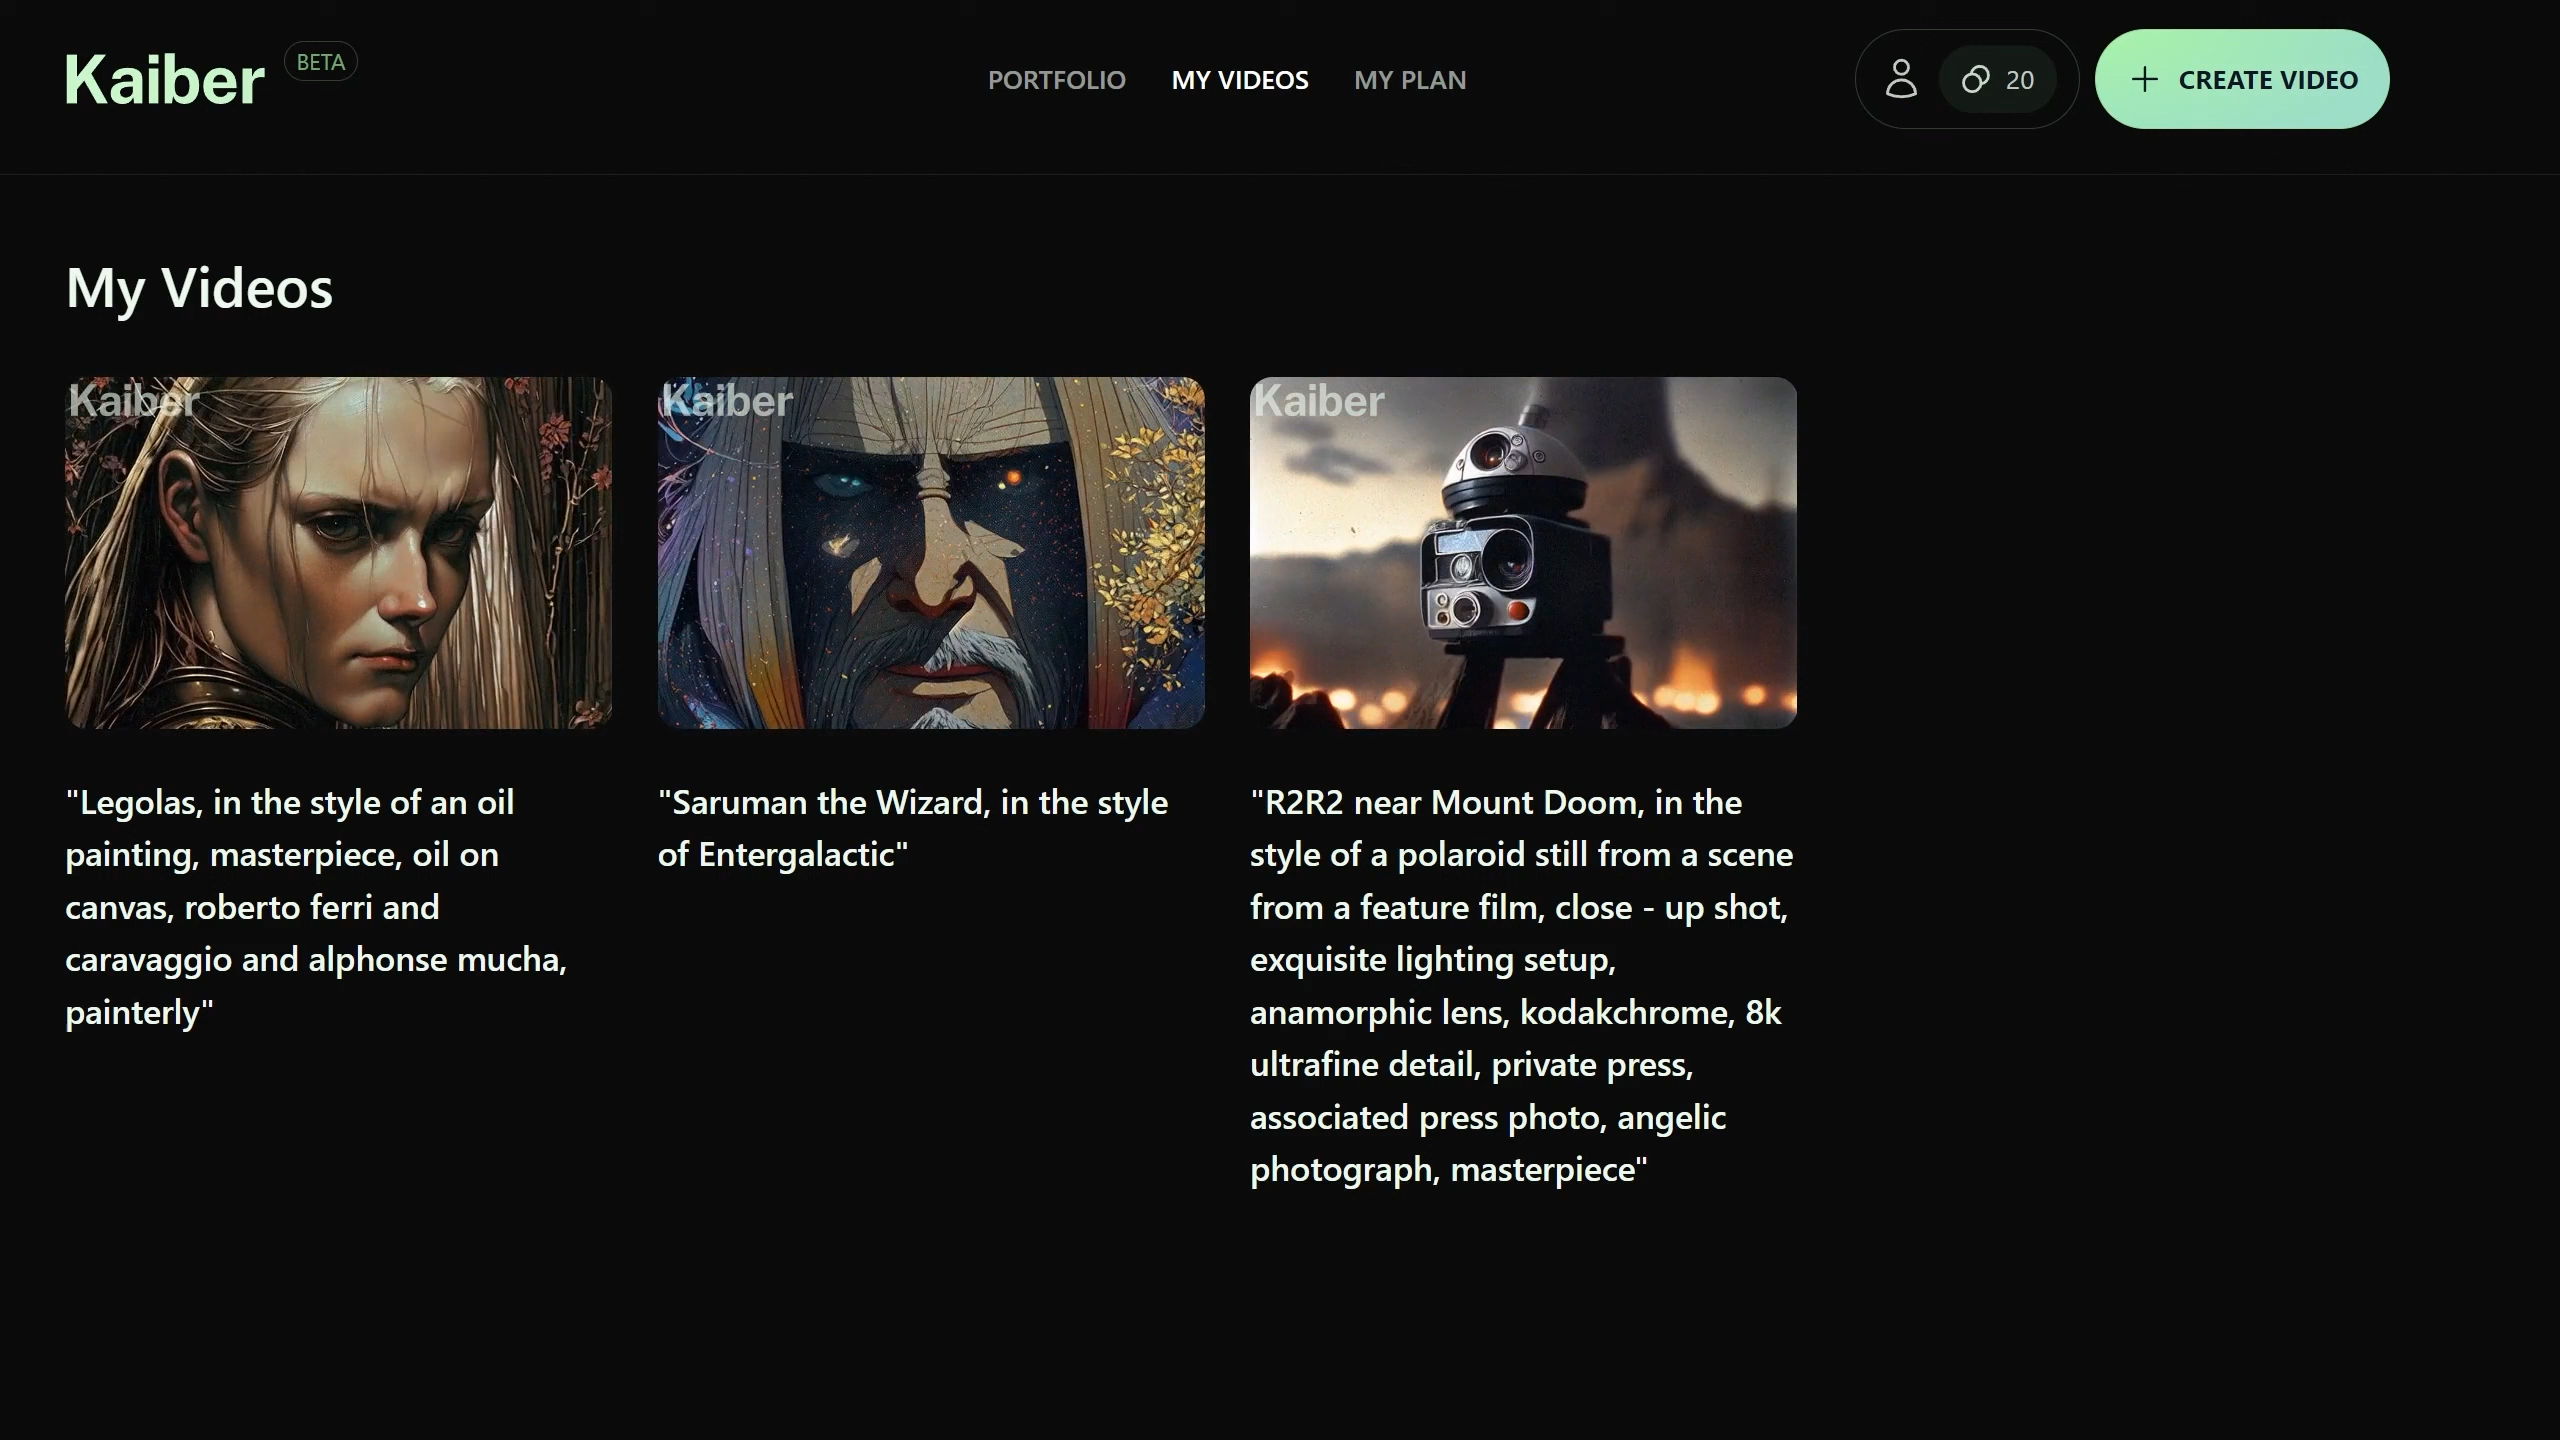 Kaiber BETA
PORTFOLIO MY VIDEOS MY PLAN
20
CREATE VIDEO
My Videos
Kaiber
"Legolas, in the style of an oil
painting, masterpiece, oil on
canvas, roberto ferri and
caravaggio and alphonse mucha,
painterly"
Kaiber
"Saruman the Wizard, in the style
of Entergalactic"
Kaiber
"R2R2 near Mount Doom, in the
style of a polaroid still from a scene
from a feature film, close - up shot,
exquisite lighting setup,
anamorphic lens, kodakchrome, 8k
ultrafine detail, private press,
associated press photo, angelic
photograph, masterpiece"